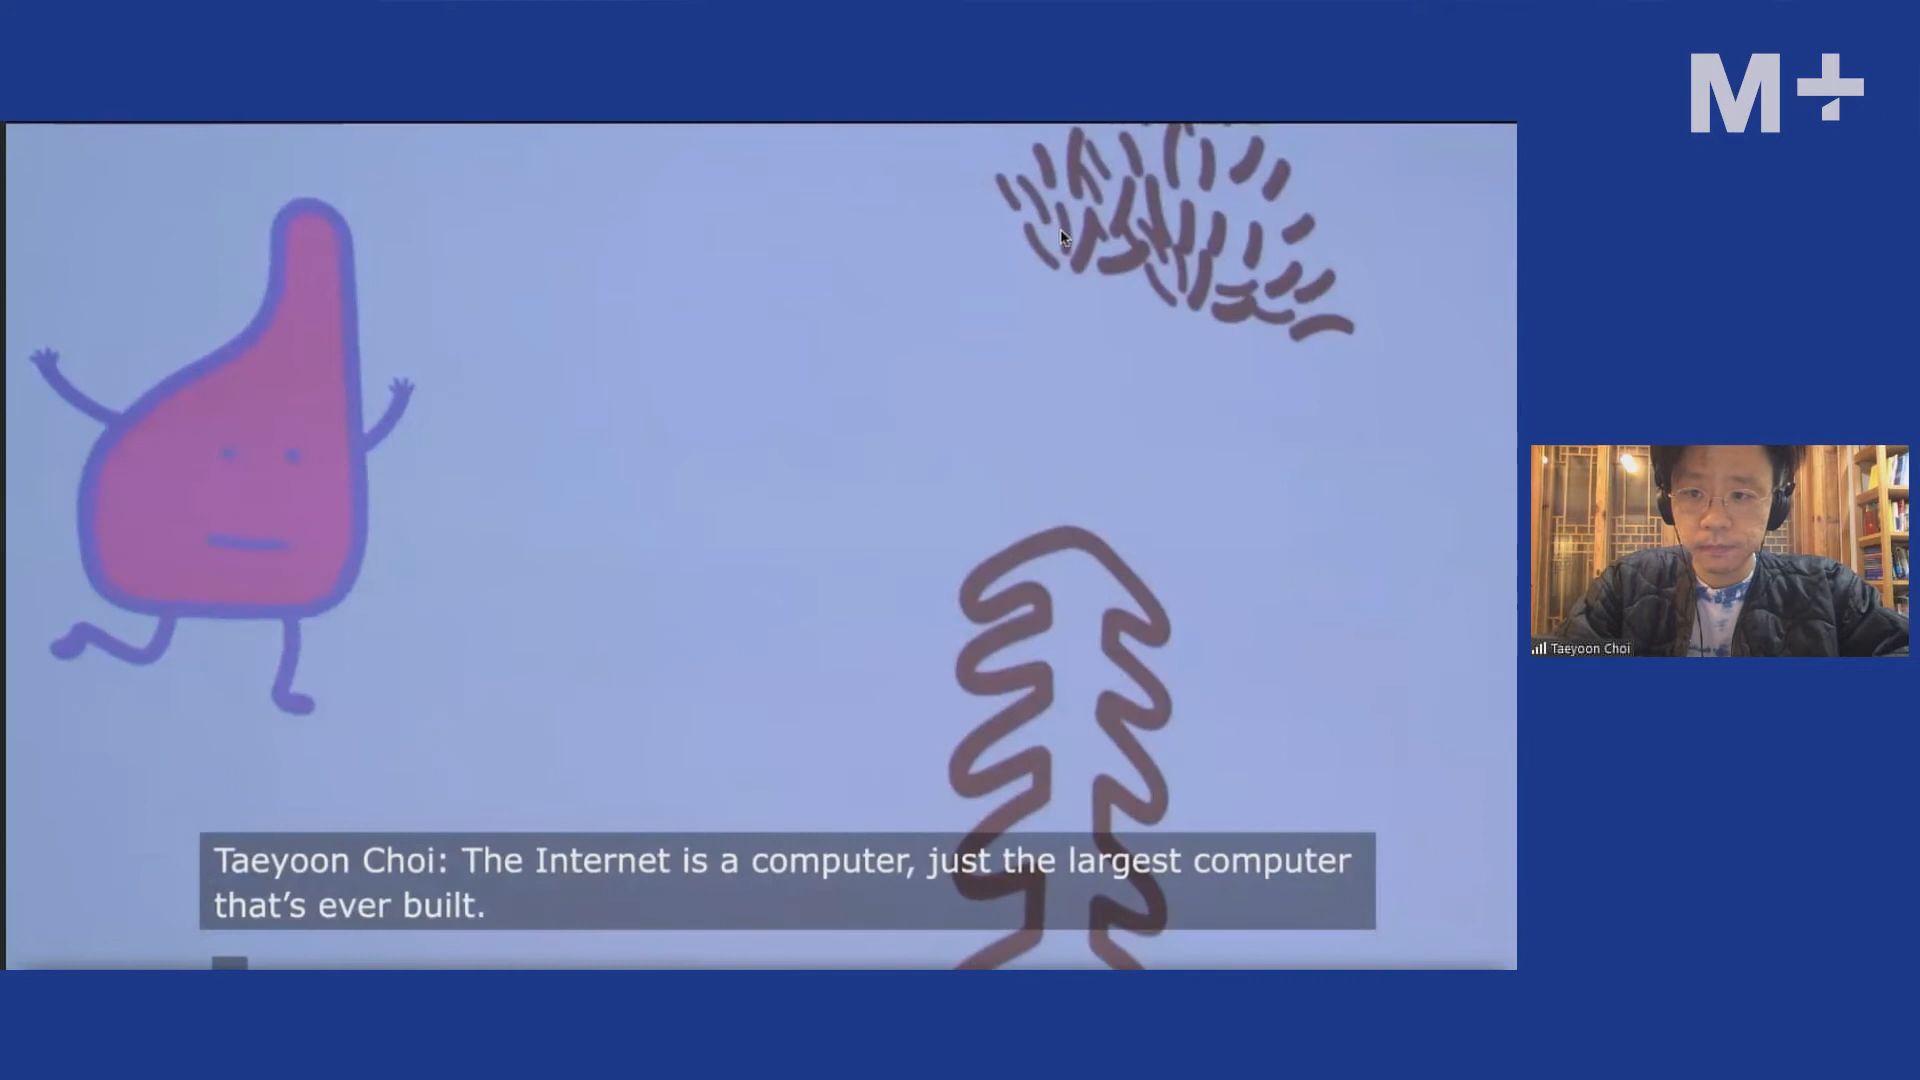 M+
Taeyoon Choi
Taeyoon Choi: The Internet is a computer, just the largest computer
that’s ever built.